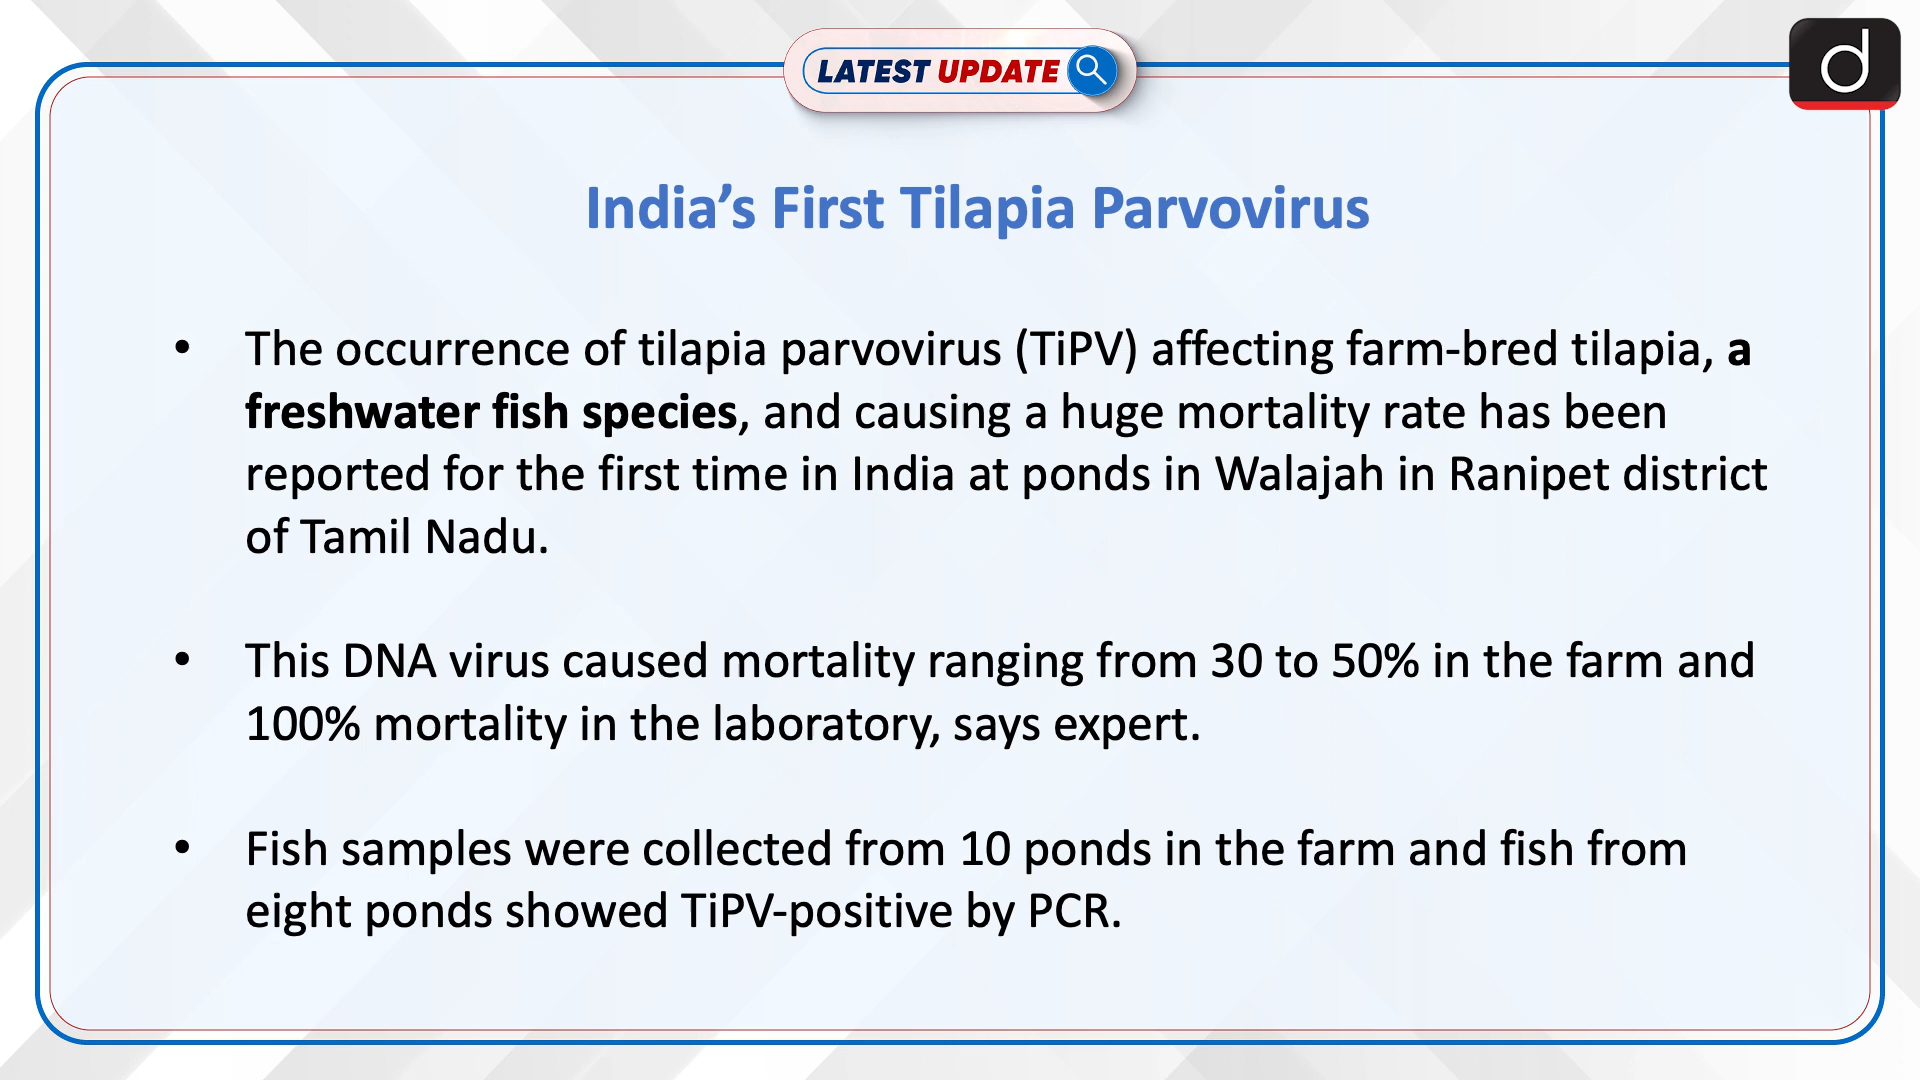 LATEST UPDATE
d
India’s First Tilapia Parvovirus
• The occurrence of tilapia parvovirus (TiPV) affecting farm-bred tilapia, a
freshwater fish species, and causing a huge mortality rate has been
reported for the first time in India at ponds in Walajah in Ranipet district
of Tamil Nadu.
• This DNA virus caused mortality ranging from 30 to 50% in the farm and
100% mortality in the laboratory, says expert.
• Fish samples were collected from 10 ponds in the farm and fish from
eight ponds showed TiPV-positive by PCR.